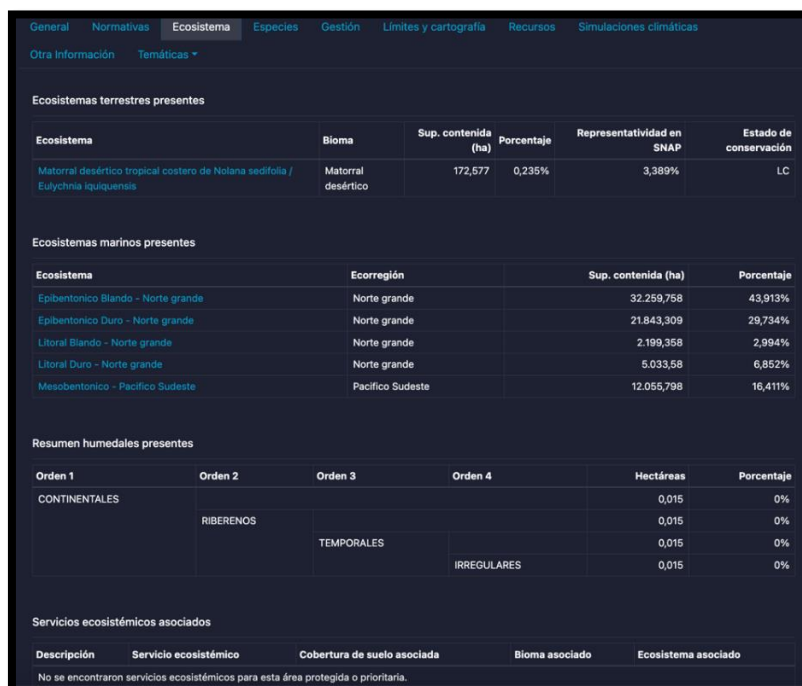 General Normativas Ecosistema Especies Gestión Límites y cartografía Recursos Simulaciones climáticas
Otra Información Temáticas
Ecosistemas terrestres presentes
Ecosistema Bioma Sup. contenida (ha) Porcentaje Representatividad en SNAP Estado de conservación
Matorral desértico tropical costero de Nolana sedifolia / Eulychnia iquiquensis Matorral desértico 172,577 0,235% 3,389% LC
Ecosistemas marinos presentes
Ecosistema Ecorregión Sup. contenida (ha) Porcentaje
Epibentonico Blando - Norte grande Norte grande 32.259,758 43,913%
Epibentonico Duro - Norte grande Norte grande 21.843,309 29,734%
Litoral Blando - Norte grande Norte grande 2.199,358 2,994%
Litoral Duro - Norte grande Norte grande 5.033,58 6,852%
Mesobentonico - Pacifico Sudeste Pacifico Sudeste 12.055,798 16,411%
Resumen humedales presentes
Orden 1 Orden 2 Orden 3 Orden 4 Hectáreas Porcentaje
CONTINENTALES 0,015 0%
RIBERENOS 0,015 0%
TEMPORALES 0,015 0%
IRREGULARES 0,015 0%
Servicios ecosistémicos asociados
Descripción Servicio ecosistémico Cobertura de suelo asociada Bioma asociado Ecosistema asociado
No se encontraron servicios ecosistémicos para esta área protegida o prioritaria.